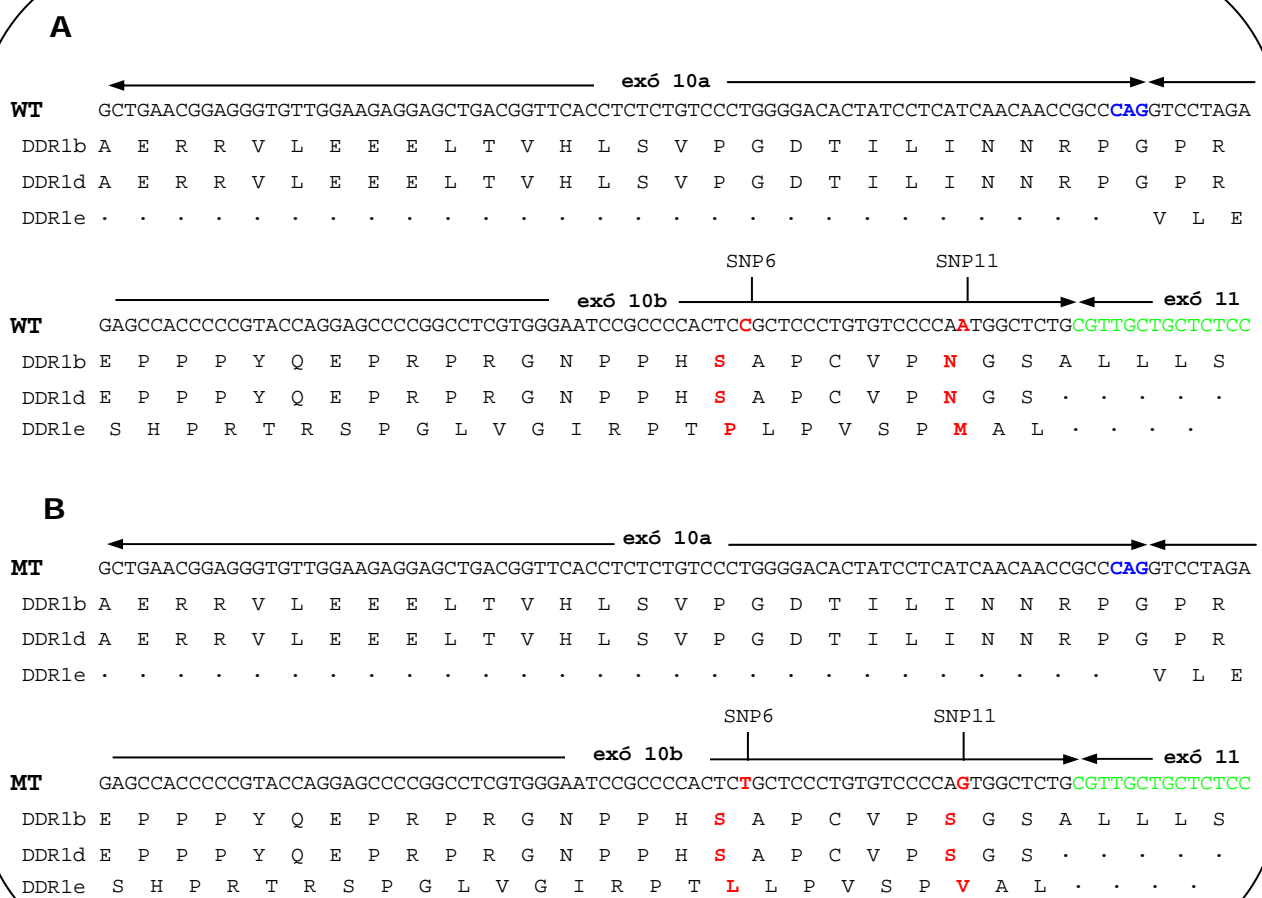 A
exó 10a
WT GCTGAACGGAGGGTGTTGGAAGAGGAGCTGACGGTTCACCTCTCTGTCCCTGGGGACACTATCCTCATCAACAACCGCCCAGGTCCTAGA
DDR1b A E R R V L E E E L T V H L S V P G D T I L I N N R P G P R
DDR1d A E R R V L E E E L T V H L S V P G D T I L I N N R P G P R
DDR1e · · · · · · · · · · · · · · · · · · · · · · · · · · · V L E
SNP6 SNP11
exó 10b exó 11
WT GAGCCACCCCCGTACCAGGAGCCCCGGCCTCGTGGGAATCCGCCCCACTCCGCTCCCTGTGTCCCCAATGGCTCTGCGTTGCTGCTCTCC
DDR1b E P P P Y Q E P R P R G N P P H S A P C V P N G S A L L L S
DDR1d E P P P Y Q E P R P R G N P P H S A P C V P N G S · · · · ·
DDR1e S H P R T R S P G L V G I R P T P L P V S P M A L · · · ·
B
exó 10a
MT GCTGAACGGAGGGTGTTGGAAGAGGAGCTGACGGTTCACCTCTCTGTCCCTGGGGACACTATCCTCATCAACAACCGCCCAGGTCCTAGA
DDR1b A E R R V L E E E L T V H L S V P G D T I L I N N R P G P R
DDR1d A E R R V L E E E L T V H L S V P G D T I L I N N R P G P R
DDR1e · · · · · · · · · · · · · · · · · · · · · · · · · · · V L E
SNP6 SNP11
exó 10b exó 11
MT GAGCCACCCCCGTACCAGGAGCCCCGGCCTCGTGGGAATCCGCCCCACTCTGCTCCCTGTGTCCCCAGTGGCTCTGCGTTGCTGCTCTCC
DDR1b E P P P Y Q E P R P R G N P P H S A P C V P S G S A L L L S
DDR1d E P P P Y Q E P R P R G N P P H S A P C V P S G S · · · · ·
DDR1e S H P R T R S P G L V G I R P T L L P V S P V A L · · · ·